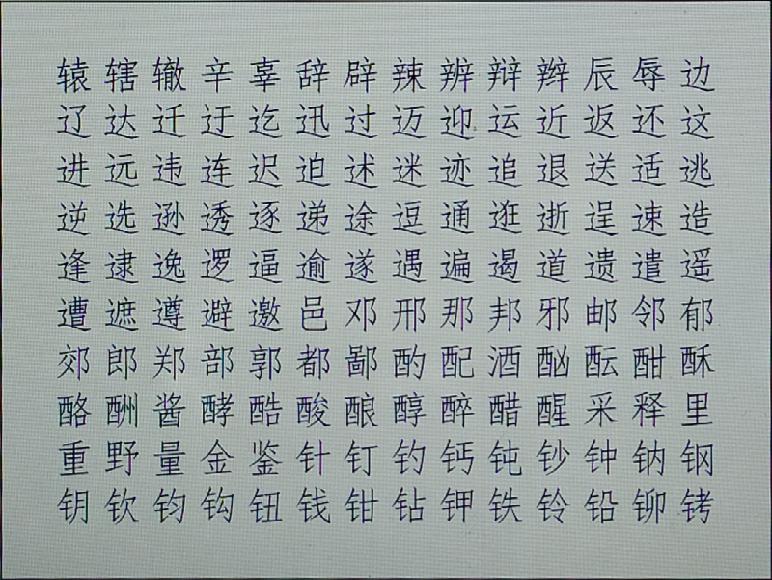 辕辖辙辛辜辞辟辣辨辩辫辰辱边
辽达迁迂迄迅过迈迎运近返还这
进远违连迟迫述迷迹追退送适逃
逆选逊透逐递途逗通逛逝逞速造
逢逮逸逻逼逾遂遇遍遏道遗遣遥
遭遮遵避邀邑邓邢那邦邪邮邻郁
郊郎郑部郭都鄙酌配酒酗酝酣酥
酪酬酱酵酷酸酿醇醉醋醒采释里
重野量金鉴针钉钓钙钝钞钟钠钢
钥钦钧钩钮钱钳钻钾铁铃铅铆铐